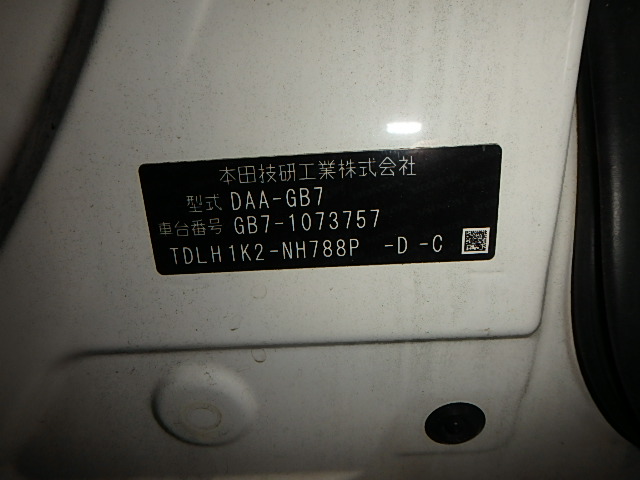 本田技研工業株式会社
型式 DAA-GB7
車台番号 GB7-1073757
TDLH1K2-NH788P -D -C